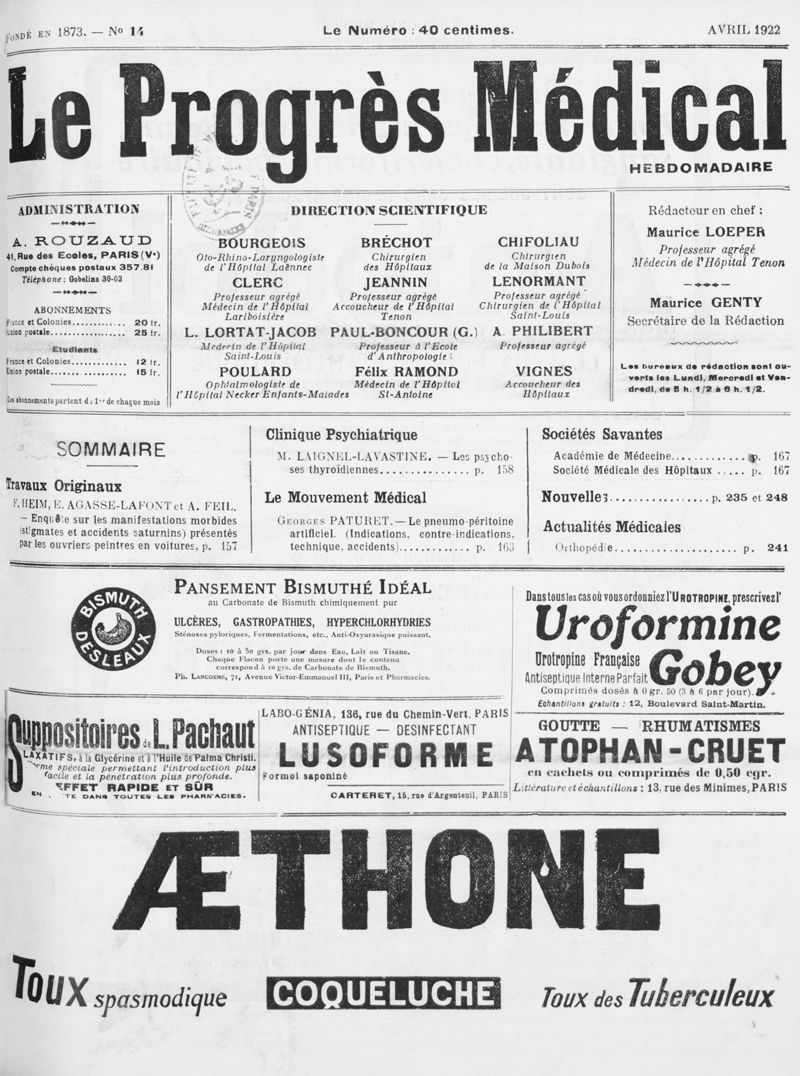 FONDÉ EN 1873. — No 14
Le Numéro : 40 centimes.
AVRIL 1922
Le Progrès Médical
HEBDOMADAIRE
ADMINISTRATION
A. ROUZAUD
41, Rue des Ecoles, PARIS (Ve)
Compte chèques postaux 357.81
Téléphone : Gobelins 30-03
ABONNEMENTS
France et Colonies............ 20 fr.
Union postale................. 25 fr.
Etudiants
France et Colonies............ 12 fr.
Union postale................. 15 fr.
Les abonnements partent du 1er de chaque mois
DIRECTION SCIENTIFIQUE
BOURGEOIS
Oto-Rhino-Laryngologiste
de l'Hôpital Laënnec
CLERC
Professeur agrégé
Médecin de l'Hôpital
Lariboisière
L. LORTAT-JACOB
Médecin de l'Hôpital
Saint-Louis
POULARD
Ophtalmologiste de
l'Hôpital Necker Enfants-Malades
BRÉCHOT
Chirurgien
des Hôpitaux
JEANNIN
Professeur agrégé
Accoucheur de l'Hôpital
Tenon
PAUL-BONCOUR (G.)
Professeur à l'Ecole
d'Anthropologie
Félix RAMOND
Médecin de l'Hôpital
St-Antoine
CHIFOLIAU
Chirurgien
de la Maison Dubois
LENORMANT
Professeur agrégé
Chirurgien de l'Hôpital
Saint-Louis
A. PHILIBERT
Professeur agrégé
VIGNES
Accoucheur des
Hôpitaux
Rédacteur en chef :
Maurice LOEPER
Professeur agrégé
Médecin de l'Hôpital Tenon
Maurice GENTY
Secrétaire de la Rédaction
Les bureaux de rédaction sont ou-
verts les Lundi, Mercredi et Ven-
dredi, de 5 h. 1/2 à 6 h. 1/2.
SOMMAIRE
Travaux Originaux
F. HEIM, E. AGASSE-LAFONT et A. FEIL.
— Enquête sur les manifestations morbides
(stigmates et accidents saturnins) présentés
par les ouvriers peintres en voitures, p. 157
Clinique Psychiatrique
M. LAIGNEL-LAVASTINE. — Les psycho-
ses thyroïdiennes............... p. 158
Le Mouvement Médical
GEORGES PATURET. — Le pneumo-péritoine
artificiel. (Indications, contre-indications,
technique, accidents)............ p. 163
Sociétés Savantes
Académie de Médecine............ p. 167
Société Médicale des Hôpitaux ..... p. 167
Nouvelles................ p. 235 et 248
Actualités Médicales
Orthopédie.................. p. 241
BISMUTH
DESLEAUX
PANSEMENT BISMUTHÉ IDÉAL
au Carbonate de Bismuth chimiquement pur
ULCÈRES, GASTROPATHIES, HYPERCHLORHYDRIES
Sténoses pyloriques, Fermentations, etc., Anti-Oxyurasique puissant.
Doses : 10 à 50 grs. par jour dans Eau, Lait ou Tisane.
Chaque Flacon porte une mesure dont le contenu
correspond à 10 grs. de Carbonate de Bismuth.
Ph. LANCOSME, 71, Avenue Victor-Emmanuel III, Paris et Pharmacies.
Dans tous les cas où vous ordonniez l'UROTROPINE, prescrivez l'
Uroformine
Urotropine Française
Antiseptique Interne Parfait
Gobey
Comprimés dosés à 0 gr. 50 (3 à 6 par jour).
Echantillons gratuits : 12, Boulevard Saint-Martin.
Suppositoires de L. Pachaut
LAXATIFS, à la Glycérine et à l'Huile de Palma Christi.
Forme spéciale permettant l'introduction plus
facile et la pénétration plus profonde.
EFFET RAPIDE ET SÛR
EN VENTE DANS TOUTES LES PHARMACIES.
LABO-GÉNIA, 136, rue du Chemin-Vert, PARIS
ANTISEPTIQUE — DESINFECTANT
LUSOFORME
Formol saponiné
CARTERET, 15, rue d'Argenteuil, PARIS
GOUTTE — RHUMATISMES
ATOPHAN-CRUET
en cachets ou comprimés de 0,50 cgr.
Littérature et échantillons : 13, rue des Minimes, PARIS
ÆTHONE
TOUX spasmodique
COQUELUCHE
Toux des Tuberculeux